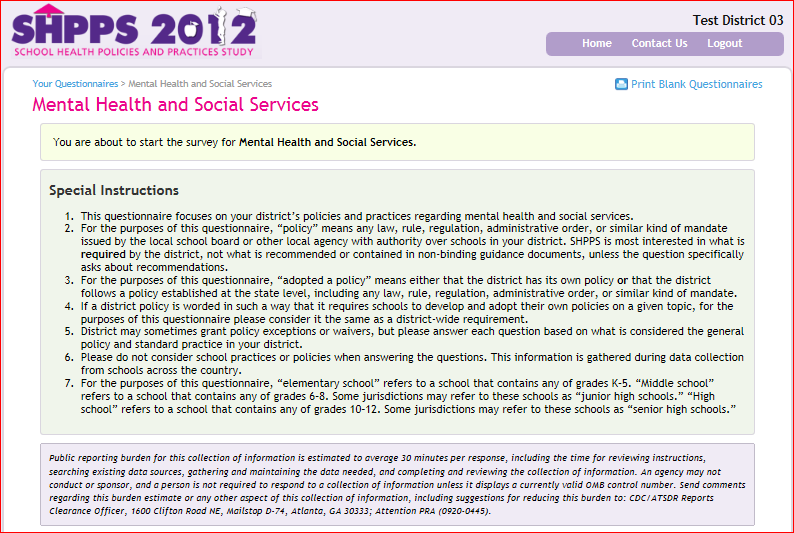 SHPPS 2012
SCHOOL HEALTH POLICIES AND PRACTICES STUDY
Test District 03
Home Contact Us Logout
Your Questionnaires > Mental Health and Social Services
Print Blank Questionnaires
Mental Health and Social Services
You are about to start the survey for Mental Health and Social Services.
Special Instructions
1. This questionnaire focuses on your district's policies and practices regarding mental health and social services.
2. For the purposes of this questionnaire, “policy” means any law, rule, regulation, administrative order, or similar kind of mandate
issued by the local school board or other local agency with authority over schools in your district. SHPPS is most interested in what is
required by the district, not what is recommended or contained in non-binding guidance documents, unless the question specifically
asks about recommendations.
3. For the purposes of this questionnaire, “adopted a policy” means either that the district has its own policy or that the district
follows a policy established at the state level, including any law, rule, regulation, administrative order, or similar kind of mandate.
4. If a district policy is worded in such a way that it requires schools to develop and adopt their own policies on a given topic, for the
purposes of this questionnaire please consider it the same as a district-wide requirement.
5. District may sometimes grant policy exceptions or waivers, but please answer each question based on what is considered the general
policy and standard practice in your district.
6. Please do not consider school practices or policies when answering the questions. This information is gathered during data collection
from schools across the country.
7. For the purposes of this questionnaire, “elementary school” refers to a school that contains any of grades K-5. “Middle school”
refers to a school that contains any of grades 6-8. Some jurisdictions may refer to these schools as “junior high schools.” “High
school” refers to a school that contains any of grades 10-12. Some jurisdictions may refer to these schools as “senior high schools.”
Public reporting burden for this collection of information is estimated to average 30 minutes per response, including the time for reviewing instructions,
searching existing data sources, gathering and maintaining the data needed, and completing and reviewing the collection of information. An agency may not
conduct or sponsor, and a person is not required to respond to a collection of information unless it displays a currently valid OMB control number. Send comments
regarding this burden estimate or any other aspect of this collection of information, including suggestions for reducing this burden to: CDC/ATSDR Reports
Clearance Officer, 1600 Clifton Road NE, Mailstop D-74, Atlanta, GA 30333; Attention PRA (0920-0445).